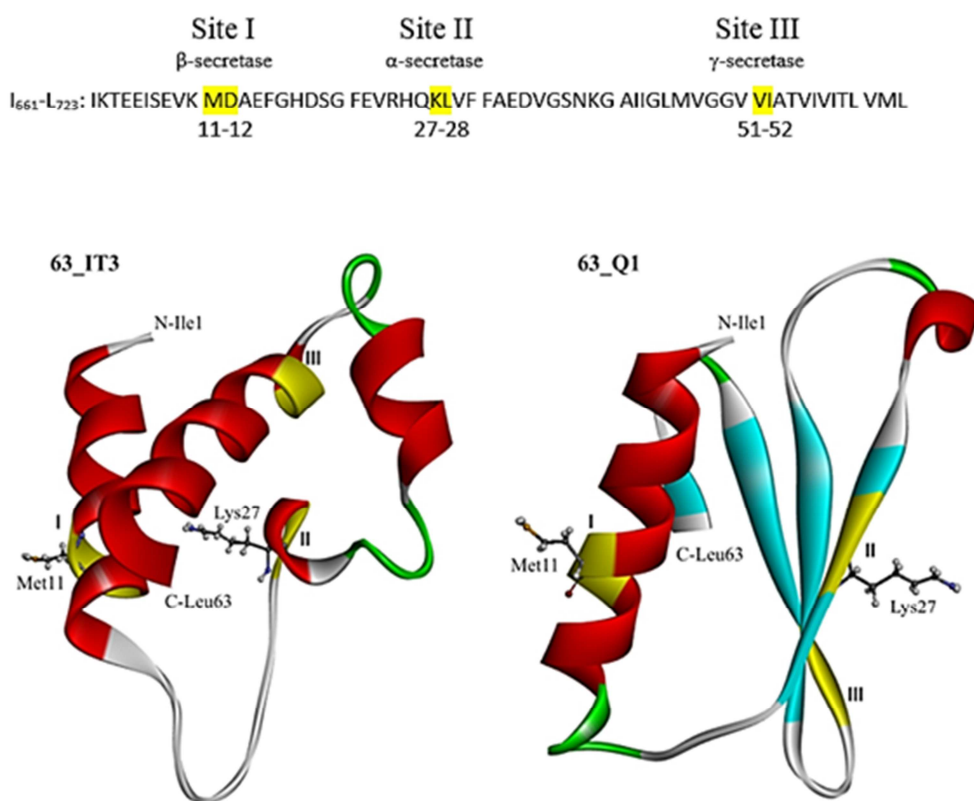 Site I Site II Site III
β-secretase α-secretase γ-secretase
I₆₆₁-L₇₂₃: IKTEEISEVK MDAEFGHDSG FEVRHQKLVF FAEDVGSNKG AIIGLMVGGV VIATVIVITL VML
11-12 27-28 51-52
63_IT3
N-Ile1
III
Lys27
I
II
Met11
C-Leu63
63_Q1
N-Ile1
I
II
C-Leu63
Met11
Lys27
III